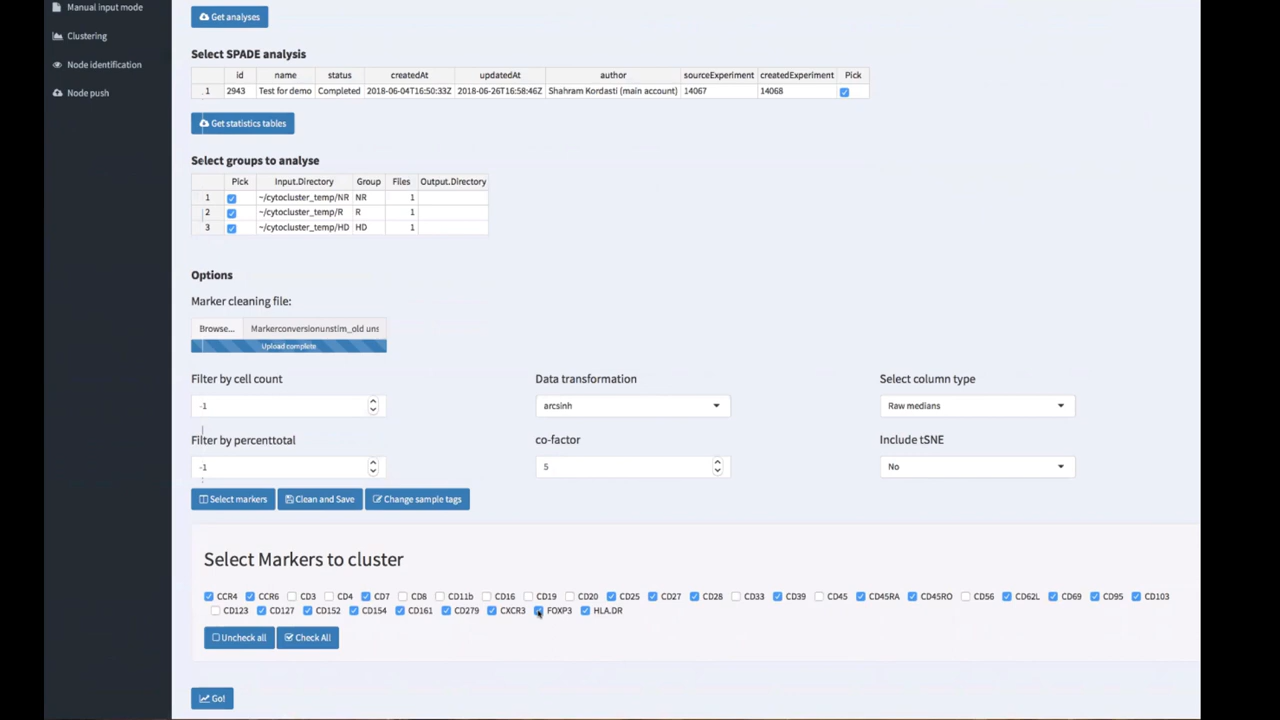 Manual input mode
Clustering
Node identification
Node push
Get analyses
Select SPADE analysis
id name status createdAt updatedAt author sourceExperiment createdExperiment Pick
1 2943 Test for demo Completed 2018-06-04T16:50:33Z 2018-06-26T16:58:46Z Shahram Kordasti (main account) 14067 14068
Get statistics tables
Select groups to analyse
Pick Input.Directory Group Files Output.Directory
1 ~/cytocluster_temp/NR NR 1
2 ~/cytocluster_temp/R R 1
3 ~/cytocluster_temp/HD HD 1
Options
Marker cleaning file:
Browse... Markerconversionunstim_old uns
Upload complete
Filter by cell count Data transformation Select column type
-1 arcsinh Raw medians
Filter by percenttotal co-factor Include tSNE
-1 5 No
Select markers Clean and Save Change sample tags
Select Markers to cluster
CCR4 CCR6 CD3 CD4 CD7 CD8 CD11b CD16 CD19 CD20 CD25 CD27 CD28 CD33 CD39 CD45 CD45RA CD45RO CD56 CD62L CD69 CD95 CD103
CD123 CD127 CD152 CD154 CD161 CD279 CXCR3 FOXP3 HLA.DR
Uncheck all Check All
Go!